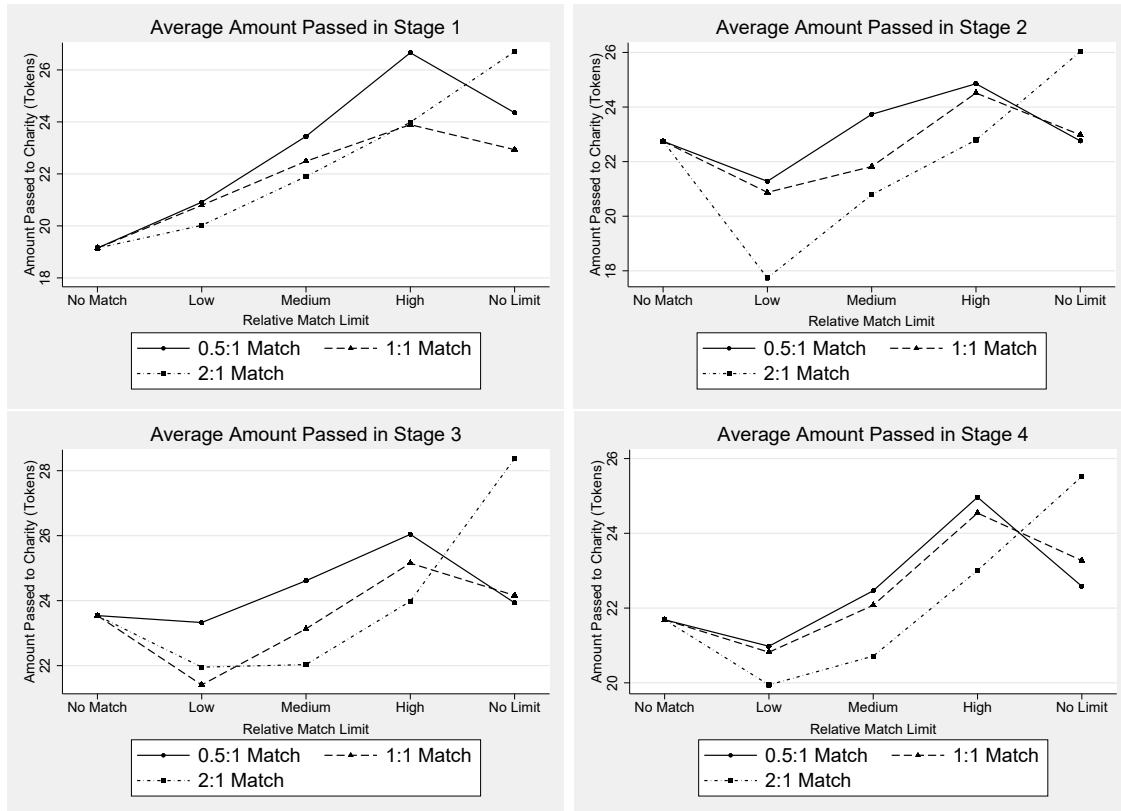 Average Amount Passed in Stage 1
Amount Passed to Charity (Tokens)
26
24
22
20
18
No Match Low Medium High No Limit
Relative Match Limit
0.5:1 Match 1:1 Match
2:1 Match
Average Amount Passed in Stage 2
Amount Passed to Charity (Tokens)
26
24
22
20
18
No Match Low Medium High No Limit
Relative Match Limit
0.5:1 Match 1:1 Match
2:1 Match
Average Amount Passed in Stage 3
Amount Passed to Charity (Tokens)
28
26
24
22
No Match Low Medium High No Limit
Relative Match Limit
0.5:1 Match 1:1 Match
2:1 Match
Average Amount Passed in Stage 4
Amount Passed to Charity (Tokens)
26
24
22
20
No Match Low Medium High No Limit
Relative Match Limit
0.5:1 Match 1:1 Match
2:1 Match